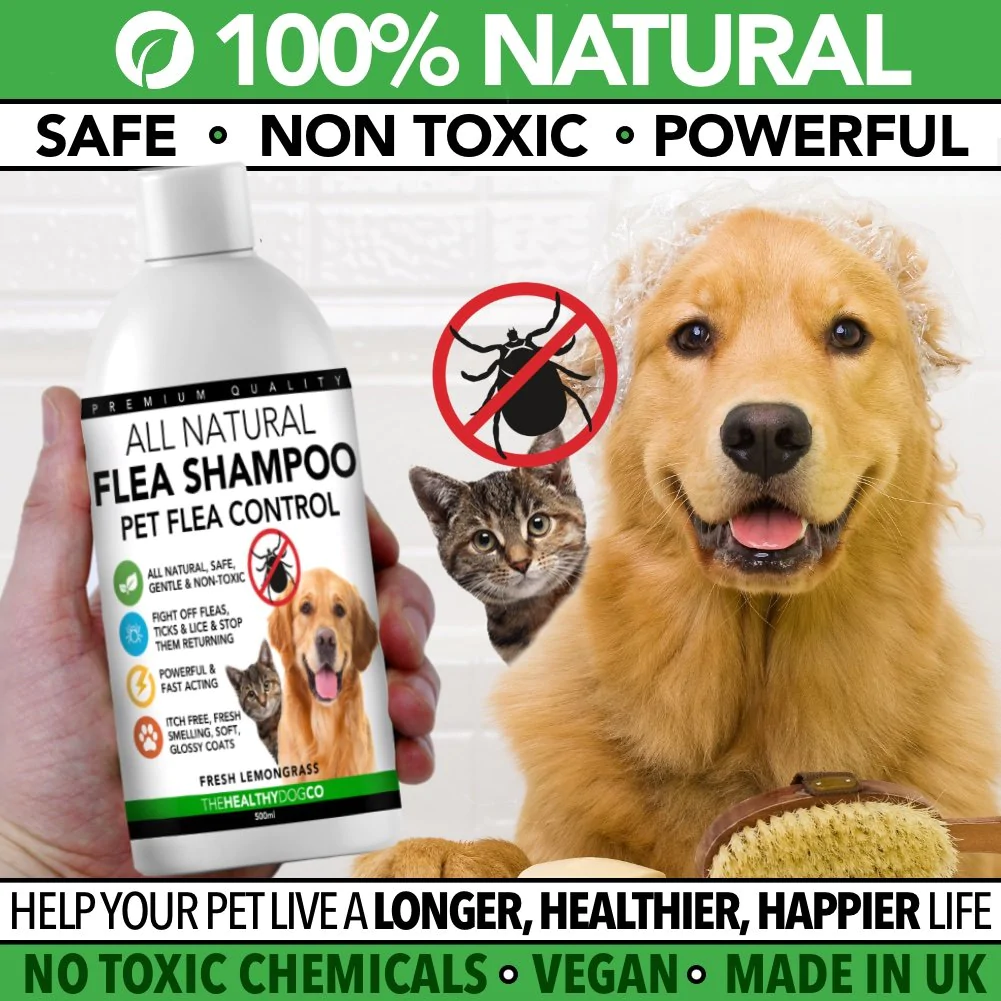 100% NATURAL
SAFE • NON TOXIC • POWERFUL
PREMIUM QUALITY
ALL NATURAL
FLEA SHAMPOO
PET FLEA CONTROL
ALL NATURAL, SAFE,
GENTLE & NON-TOXIC
FIGHT OFF FLEAS,
TICKS & LICE & STOP
THEM RETURNING
POWERFUL &
FAST ACTING
ITCH FREE, FRESH
SMELLING, SOFT,
GLOSSY COATS
FRESH LEMONGRASS
THEHEALTHYDOGCO
500ml
HELP YOUR PET LIVE A LONGER, HEALTHIER, HAPPIER LIFE
NO TOXIC CHEMICALS • VEGAN • MADE IN UK